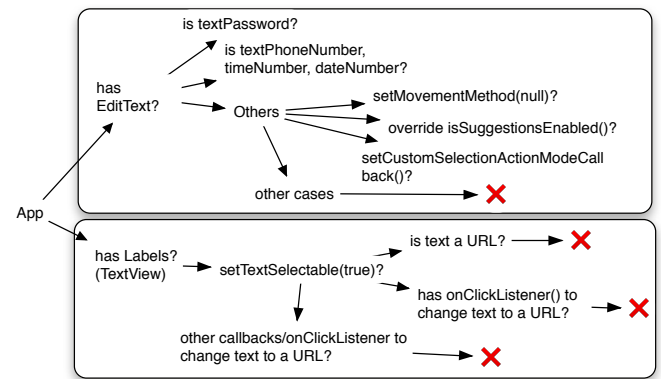 is textPassword?
is textPhoneNumber,
timeNumber, dateNumber?
has
EditText?
Others
setMovementMethod(null)?
override isSuggestionsEnabled()?
setCustomSelectionActionModeCall
back()?
other cases
App
has Labels?
(TextView)
setTextSelectable(true)?
is text a URL?
has onClickListener() to
change text to a URL?
other callbacks/onClickListener to
change text to a URL?